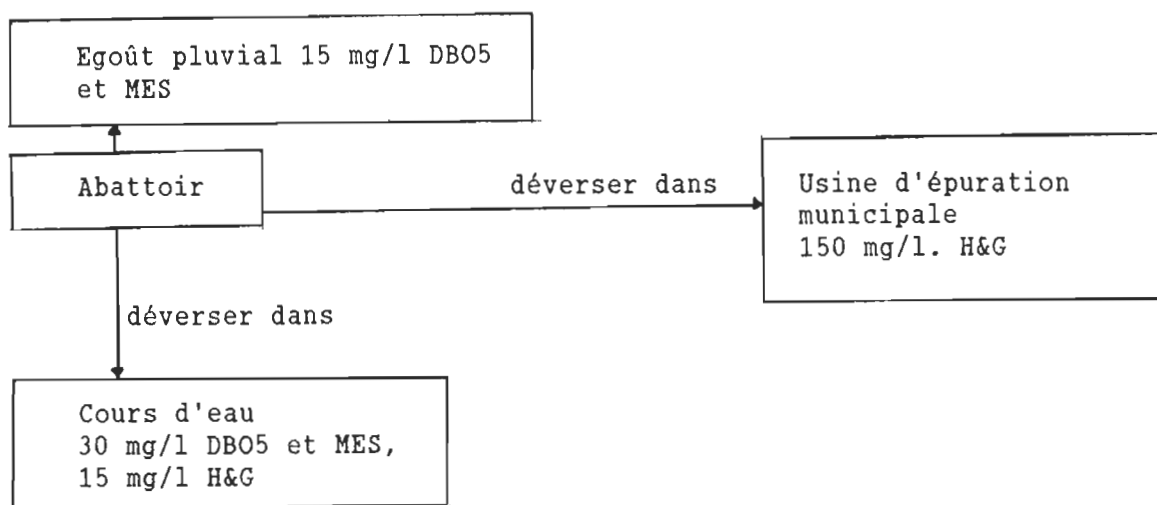 Egoût pluvial 15 mg/l DBO5
et MES
Abattoir
déverser dans
Usine d'épuration
municipale
150 mg/l. H&G
déverser dans
Cours d'eau
30 mg/l DBO5 et MES,
15 mg/l H&G